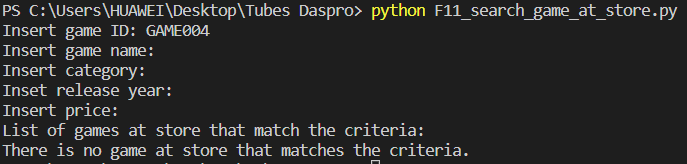 PS C:\Users\HUAWEI\Desktop\Tubes Daspro> python F11_search_game_at_store.py
Insert game ID: GAME004
Insert game name:
Insert category:
Inset release year:
Insert price:
List of games at store that match the criteria:
There is no game at store that matches the criteria.